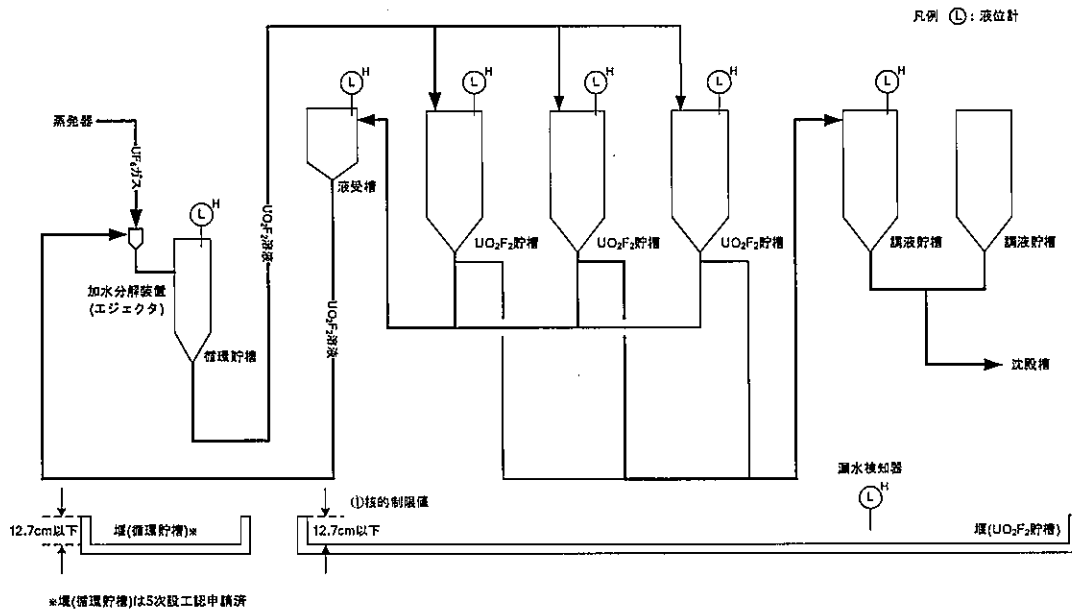 凡例 Ⓛ：液位計
L H
L H
L H
L H
L H
蒸発器
UF₆ガス
液受槽
L H
UO₂F₂貯槽
UO₂F₂貯槽
UO₂F₂貯槽
調液貯槽
調液貯槽
UO₂F₂溶液
加水分解装置
(エジェクタ)
UO₂F₂溶液
循環貯槽
沈殿槽
漏水検知器
L H
①核的制限値
12.7cm以下
堰(循環貯槽)※
12.7cm以下
堰(UO₂F₂貯槽)
※堰(循環貯槽)は5次設工認申請済